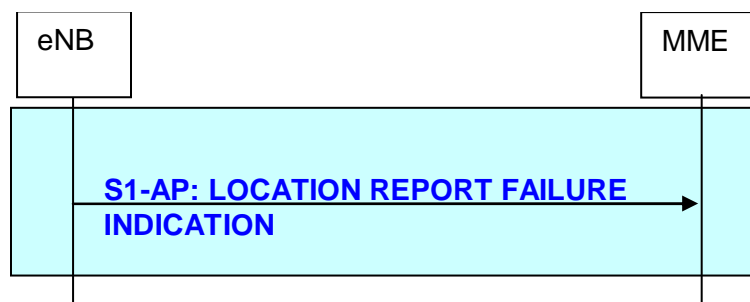 eNB
MME
S1-AP: LOCATION REPORT FAILURE
INDICATION